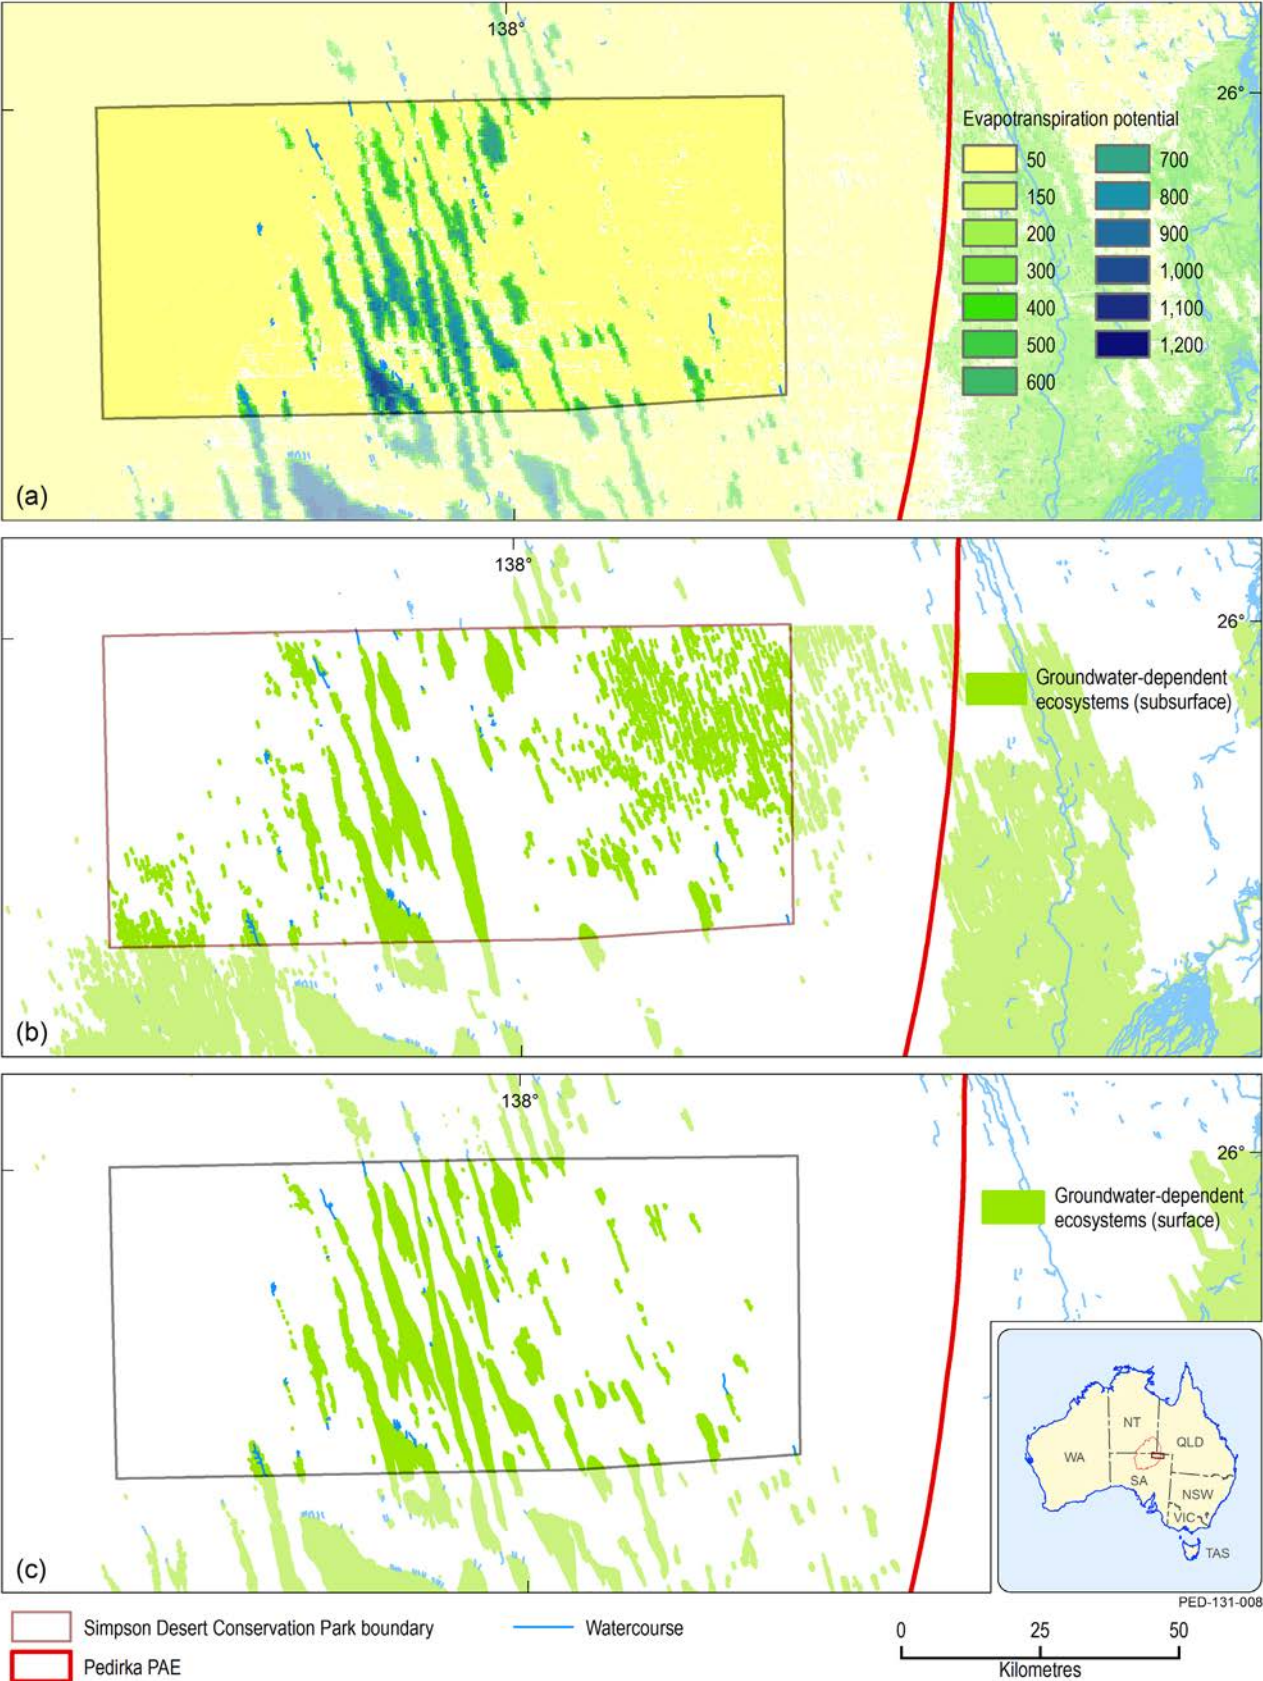 138°
26°
Evapotranspiration potential
50
150
200
300
400
500
600
700
800
900
1,000
1,100
1,200
(a)
138°
26°
Groundwater-dependent
ecosystems (subsurface)
(b)
138°
26°
Groundwater-dependent
ecosystems (surface)
NT
QLD
WA
SA
NSW
VIC
TAS
(c)
PED-131-008
Simpson Desert Conservation Park boundary
Watercourse
Pedirka PAE
0 25 50
Kilometres